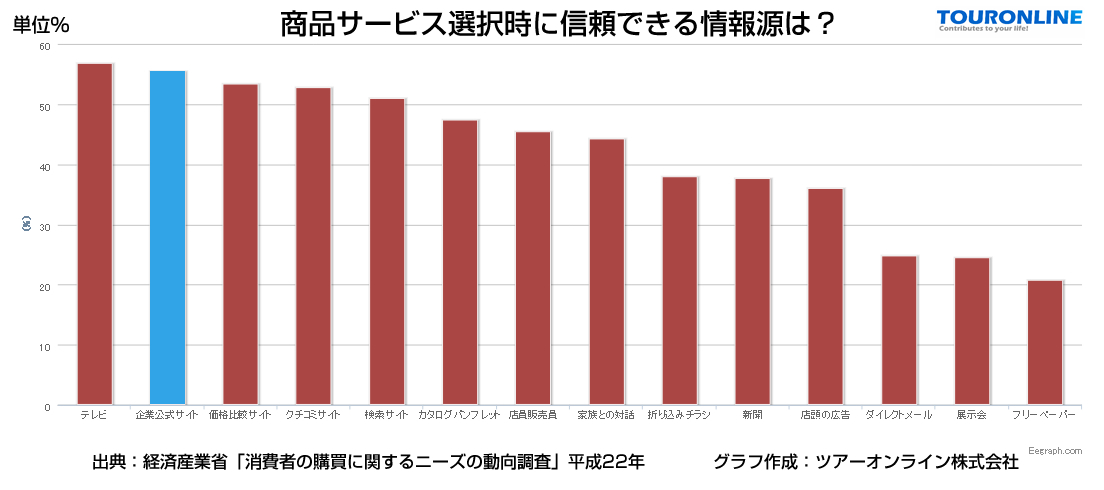 単位%
商品サービス選択時に信頼できる情報源は？
TOURONLINE
Contributes to your life!
60
50
40
30
20
10
0
(%)
テレビ
企業公式サイト
価格比較サイト
クチコミサイト
検索サイト
カタログパンフレット
店員販売員
家族との対話
折り込みチラシ
新聞
店頭の広告
ダイレクトメール
展示会
フリーペーパー
Eegraph.com
出典：経済産業省「消費者の購買に関するニーズの動向調査」平成22年
グラフ作成：ツアーオンライン株式会社